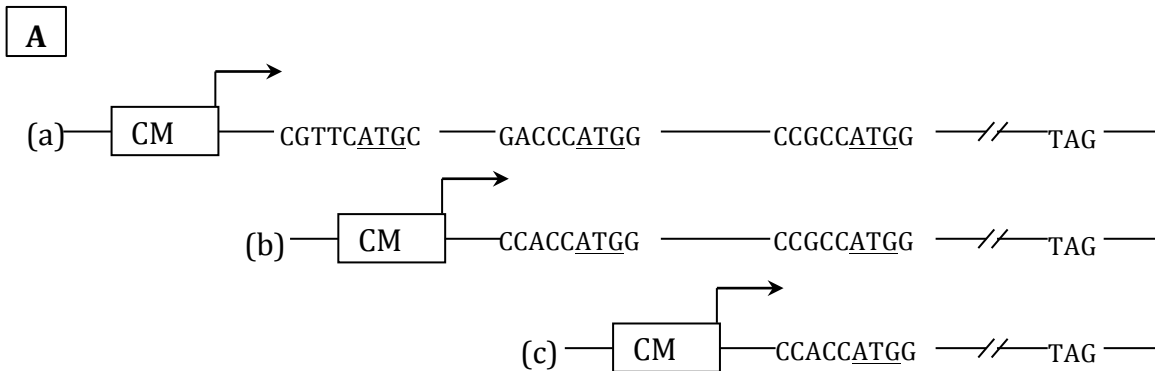 A
(a) CM CGTTCATGC GACCCATGG CCGCCATGG TAG
(b) CM CCACCATGG CCGCCATGG TAG
(c) CM CCACCATGG TAG